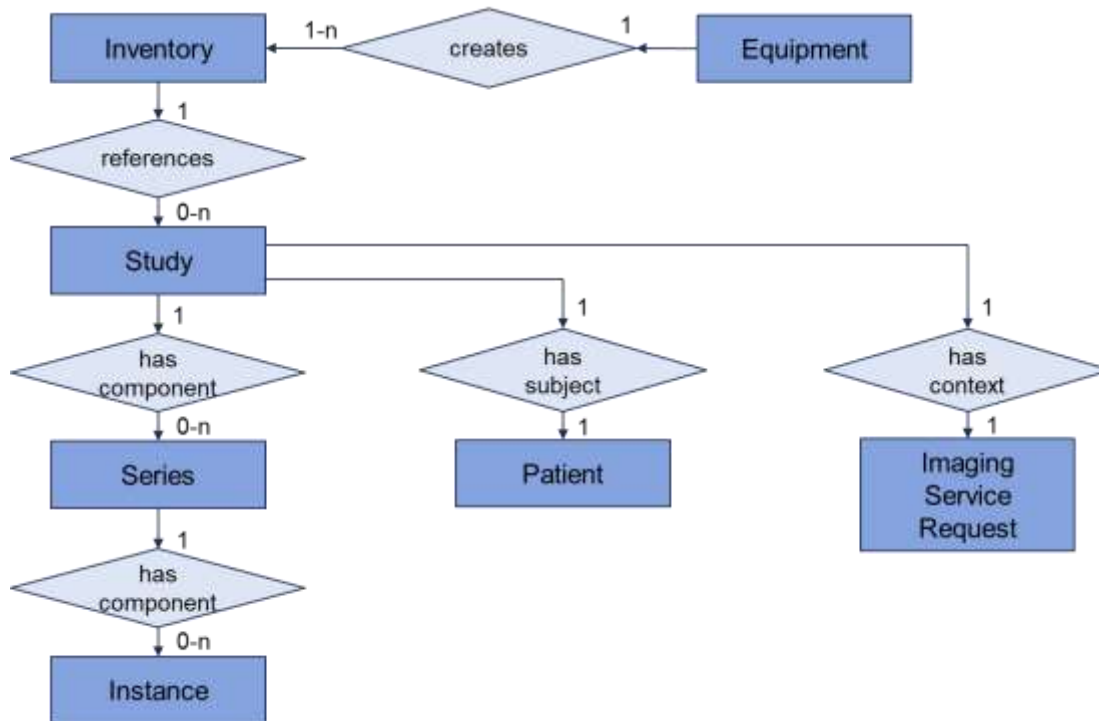 1-n
1
Inventory
creates
Equipment
1
references
0-n
Study
1
1
1
has
component
has
subject
has
context
0-n
1
1
Series
Patient
Imaging
Service
Request
1
has
component
0-n
Instance